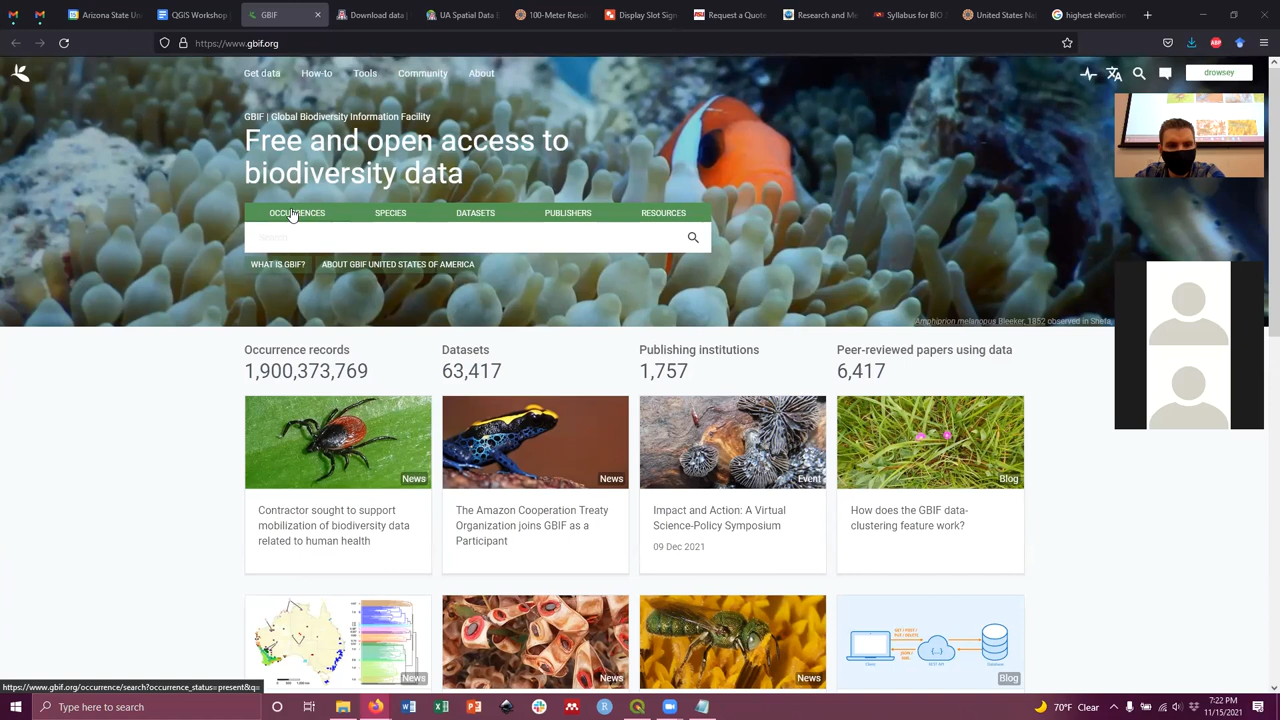 Arizona State Uni
QGIS Workshop
GBIF
Download data |
UA Spatial Data E
100-Meter Resol
Display Slot Sign
Request a Quote
Research and Me
Syllabus for BIO
United States Na
highest elevation
https://www.gbif.org
ABP
Get data
How-to
Tools
Community
About
drowsey
GBIF | Global Biodiversity Information Facility
Free and open access to
biodiversity data
OCCURRENCES
SPECIES
DATASETS
PUBLISHERS
RESOURCES
Search
WHAT IS GBIF?
ABOUT GBIF UNITED STATES OF AMERICA
Amphiprion melanopus Bleeker, 1852 observed in Shefa,
Occurrence records
1,900,373,769
Datasets
63,417
Publishing institutions
1,757
Peer-reviewed papers using data
6,417
News
News
Event
Blog
Contractor sought to support
mobilization of biodiversity data
related to human health
The Amazon Cooperation Treaty
Organization joins GBIF as a
Participant
Impact and Action: A Virtual
Science-Policy Symposium
09 Dec 2021
How does the GBIF data-
clustering feature work?
Client
Database
News
News
News
Blog
https://www.gbif.org/occurrence/search?occurrence_status=present&q=
Type here to search
70°F Clear
7:22 PM
11/15/2021